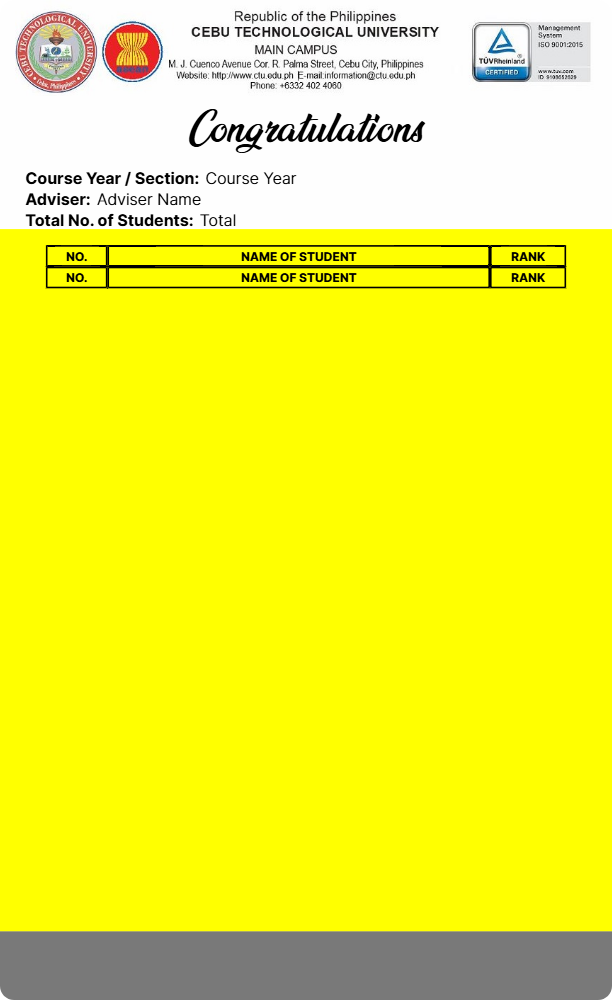 CEBU TECHNOLOGICAL UNIVERSITY
Cebu, Philippines
Republic of the Philippines
CEBU TECHNOLOGICAL UNIVERSITY
MAIN CAMPUS
M. J. Cuenco Avenue Cor. R. Palma Street, Cebu City, Philippines
Website: http://www.ctu.edu.ph E-mail:information@ctu.edu.ph
Phone: +6332 402 4060
TÜVRheinland
CERTIFIED
Management
System
ISO 9001:2015
www.tuv.com
Congratulations
Course Year / Section: Course Year
Adviser: Adviser Name
Total No. of Students: Total
NO. NAME OF STUDENT RANK
NO. NAME OF STUDENT RANK